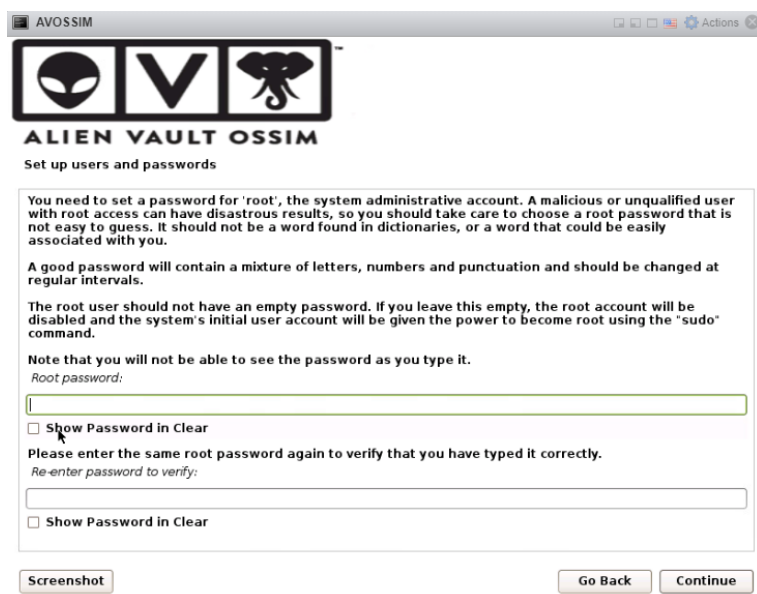 AVOSSIM
Actions
V
™
ALIEN VAULT OSSIM
Set up users and passwords
You need to set a password for 'root', the system administrative account. A malicious or unqualified user
with root access can have disastrous results, so you should take care to choose a root password that is
not easy to guess. It should not be a word found in dictionaries, or a word that could be easily
associated with you.
A good password will contain a mixture of letters, numbers and punctuation and should be changed at
regular intervals.
The root user should not have an empty password. If you leave this empty, the root account will be
disabled and the system's initial user account will be given the power to become root using the "sudo"
command.
Note that you will not be able to see the password as you type it.
Root password:
Show Password in Clear
Please enter the same root password again to verify that you have typed it correctly.
Re-enter password to verify:
Show Password in Clear
Screenshot
Go Back
Continue